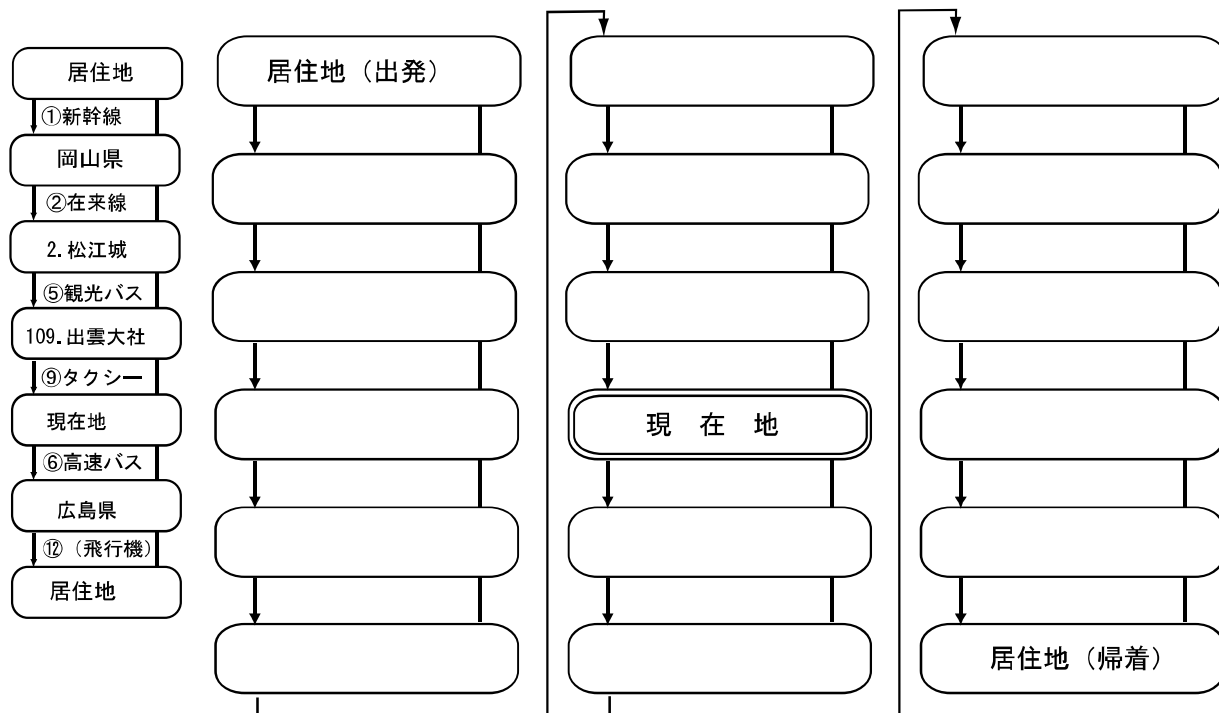 居住地
①新幹線
岡山県
②在来線
2.松江城
⑤観光バス
109.出雲大社
⑨タクシー
現在地
⑥高速バス
広島県
⑫（飛行機）
居住地
居住地（出発）
現 在 地
居住地（帰着）